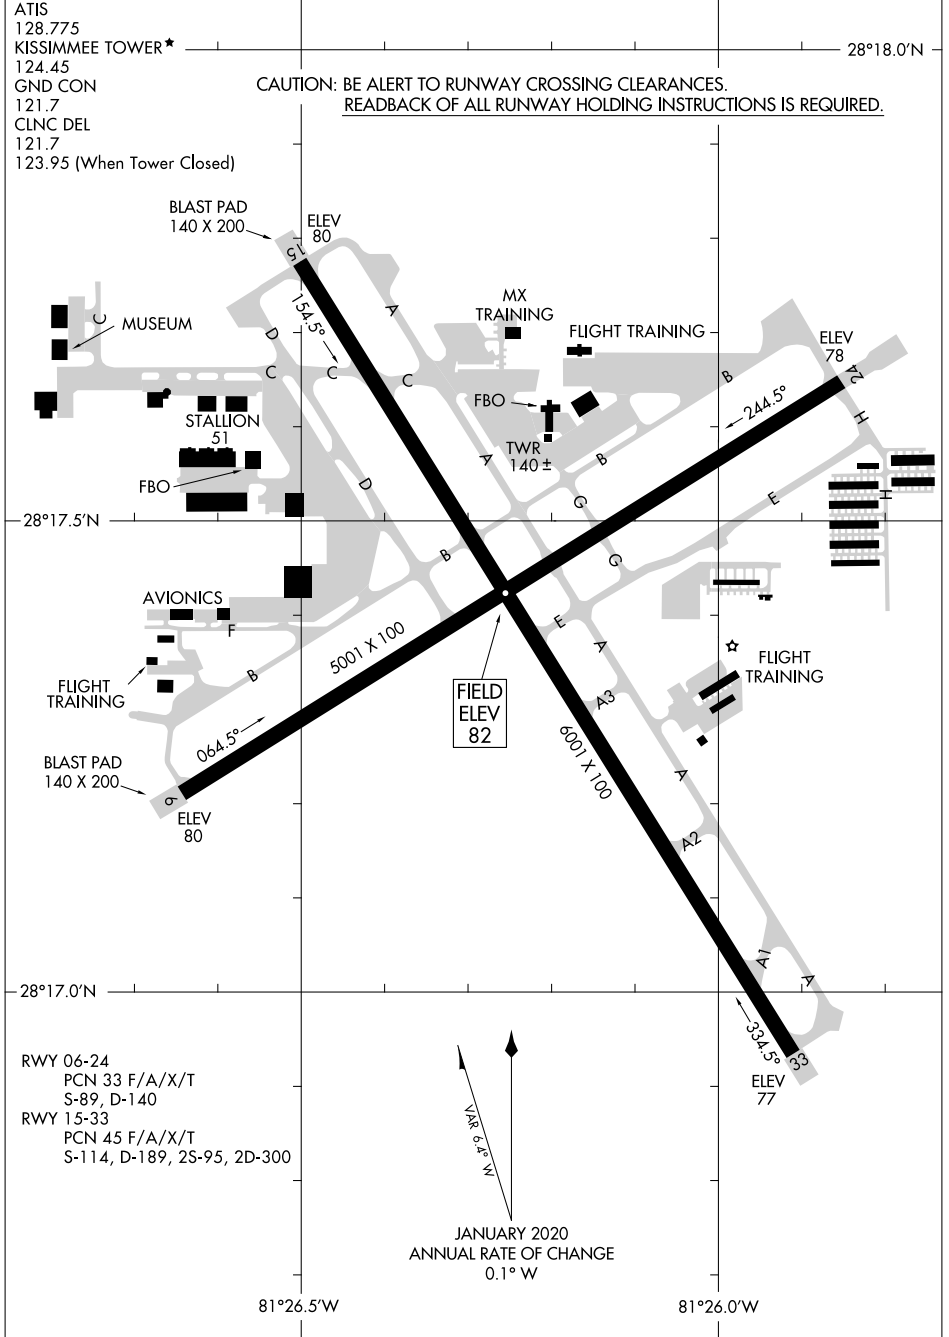 ATIS
128.775
KISSIMMEE TOWER★
124.45
GND CON
121.7
CLNC DEL
121.7
123.95 (When Tower Closed)
28°18.0'N
CAUTION: BE ALERT TO RUNWAY CROSSING CLEARANCES.
READBACK OF ALL RUNWAY HOLDING INSTRUCTIONS IS REQUIRED.
BLAST PAD
140 X 200
ELEV
80
15
154.5°
A
C
MUSEUM
D
C
C
C
MX
TRAINING
FLIGHT TRAINING
ELEV
78
24
B
244.5°
H
FBO
STALLION
51
TWR
140 ±
A
B
FBO
D
G
E
H
28°17.5'N
B
G
AVIONICS
F
E
A
5001 X 100
B
FLIGHT
TRAINING
FLIGHT
TRAINING
FIELD
ELEV
82
A3
064.5°
6001 X 100
BLAST PAD
140 X 200
6
ELEV
80
A
A2
A1
A
28°17.0'N
334.5°
33
ELEV
77
RWY 06-24
PCN 33 F/A/X/T
S-89, D-140
RWY 15-33
PCN 45 F/A/X/T
S-114, D-189, 2S-95, 2D-300
VAR 6.4° W
JANUARY 2020
ANNUAL RATE OF CHANGE
0.1° W
81°26.5'W
81°26.0'W